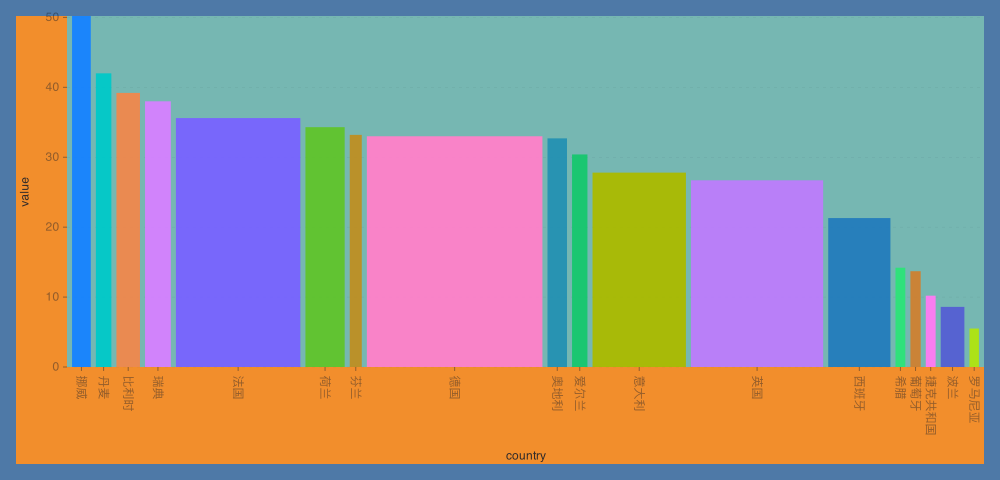 50
40
30
20
10
0
value
挪威
丹麦
比利时
瑞典
法国
荷兰
芬兰
德国
奥地利
爱尔兰
意大利
英国
西班牙
希腊
葡萄牙
捷克共和国
波兰
罗马尼亚
country